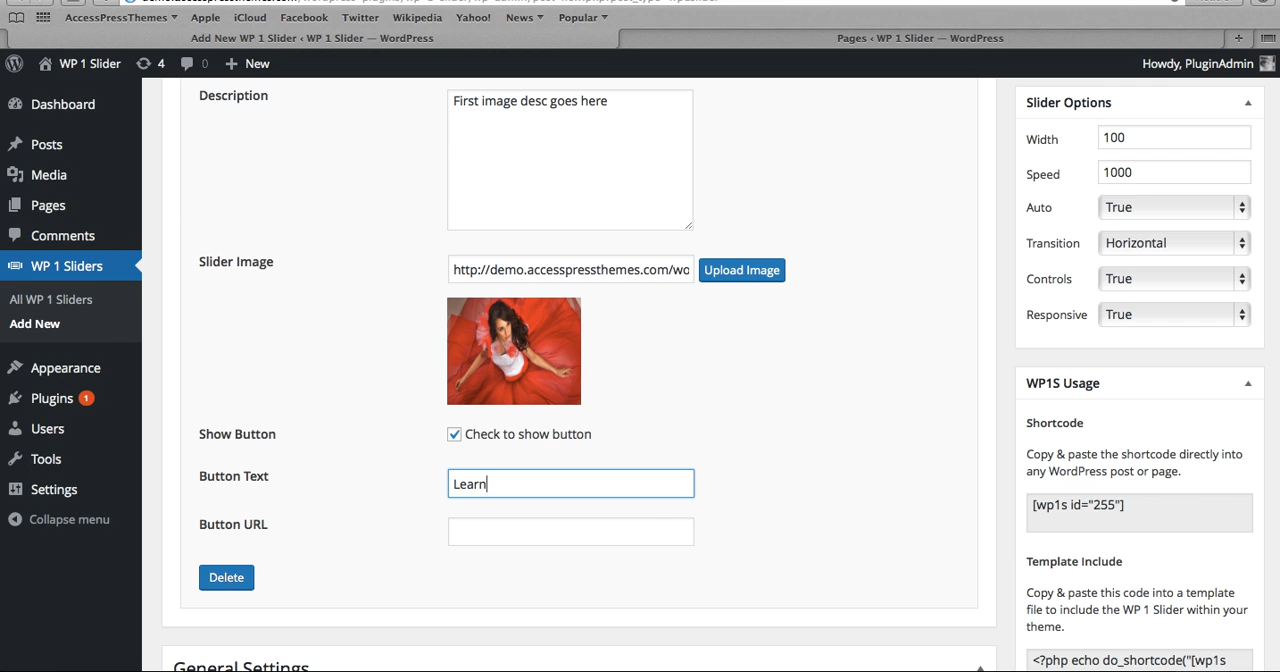 AccessPressThemes Apple iCloud Facebook Twitter Wikipedia Yahoo! News Popular
Add New WP 1 Slider ‹ WP 1 Slider — WordPress
Pages ‹ WP 1 Slider — WordPress
WP 1 Slider 4 0 + New
Howdy, PluginAdmin
Dashboard
Posts
Media
Pages
Comments
WP 1 Sliders
All WP 1 Sliders
Add New
Appearance
Plugins 1
Users
Tools
Settings
Collapse menu
Description
First image desc goes here
Slider Image
http://demo.accesspressthemes.com/wo
Upload Image
Show Button
Check to show button
Button Text
Learn
Button URL
Delete
General Settings
Slider Options
Width 100
Speed 1000
Auto True
Transition Horizontal
Controls True
Responsive True
WP1S Usage
Shortcode
Copy & paste the shortcode directly into
any WordPress post or page.
[wp1s id="255"]
Template Include
Copy & paste this code into a template
file to include the WP 1 Slider within your
theme.
<?php echo do_shortcode("[wp1s